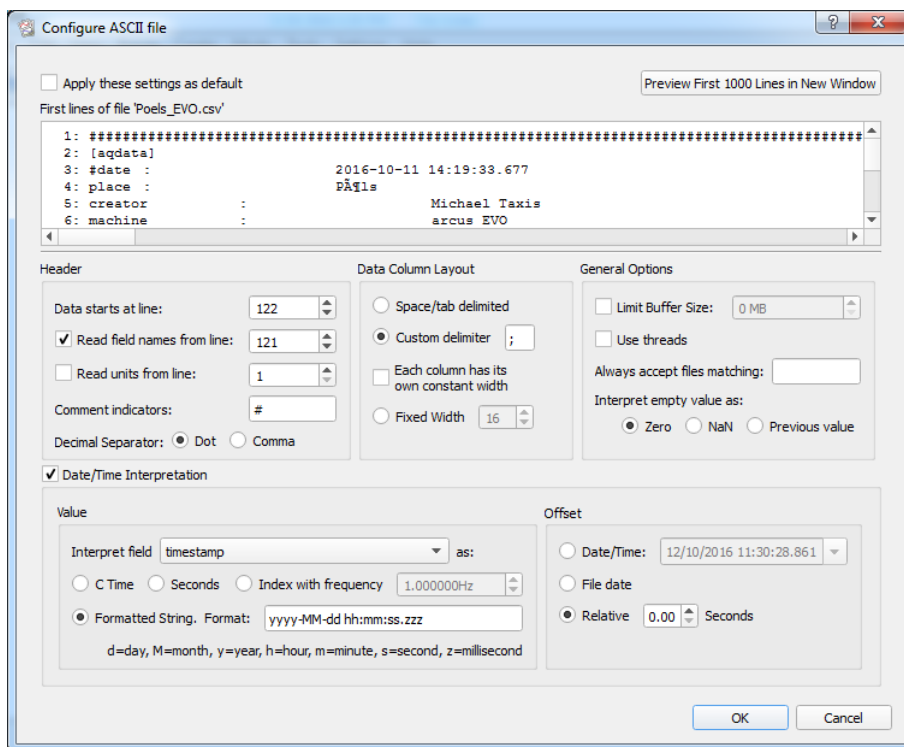 Configure ASCII file
Apply these settings as default
Preview First 1000 Lines in New Window
First lines of file 'Poels_EVO.csv'
1: ##########################################################################################
2: [aqdata]
3: #date : 2016-10-11 14:19:33.677
4: place : PÃ¶ls
5: creator : Michael Taxis
6: machine : arcus EVO
Header
Data starts at line: 122
Read field names from line: 121
Read units from line: 1
Comment indicators: #
Decimal Separator: Dot Comma
Data Column Layout
Space/tab delimited
Custom delimiter ;
Each column has its
own constant width
Fixed Width 16
General Options
Limit Buffer Size: 0 MB
Use threads
Always accept files matching:
Interpret empty value as:
Zero NaN Previous value
Date/Time Interpretation
Value
Interpret field timestamp as:
C Time Seconds Index with frequency 1.000000Hz
Formatted String. Format: yyyy-MM-dd hh:mm:ss.zzz
d=day, M=month, y=year, h=hour, m=minute, s=second, z=millisecond
Offset
Date/Time: 12/10/2016 11:30:28.861
File date
Relative 0.00 Seconds
OK Cancel